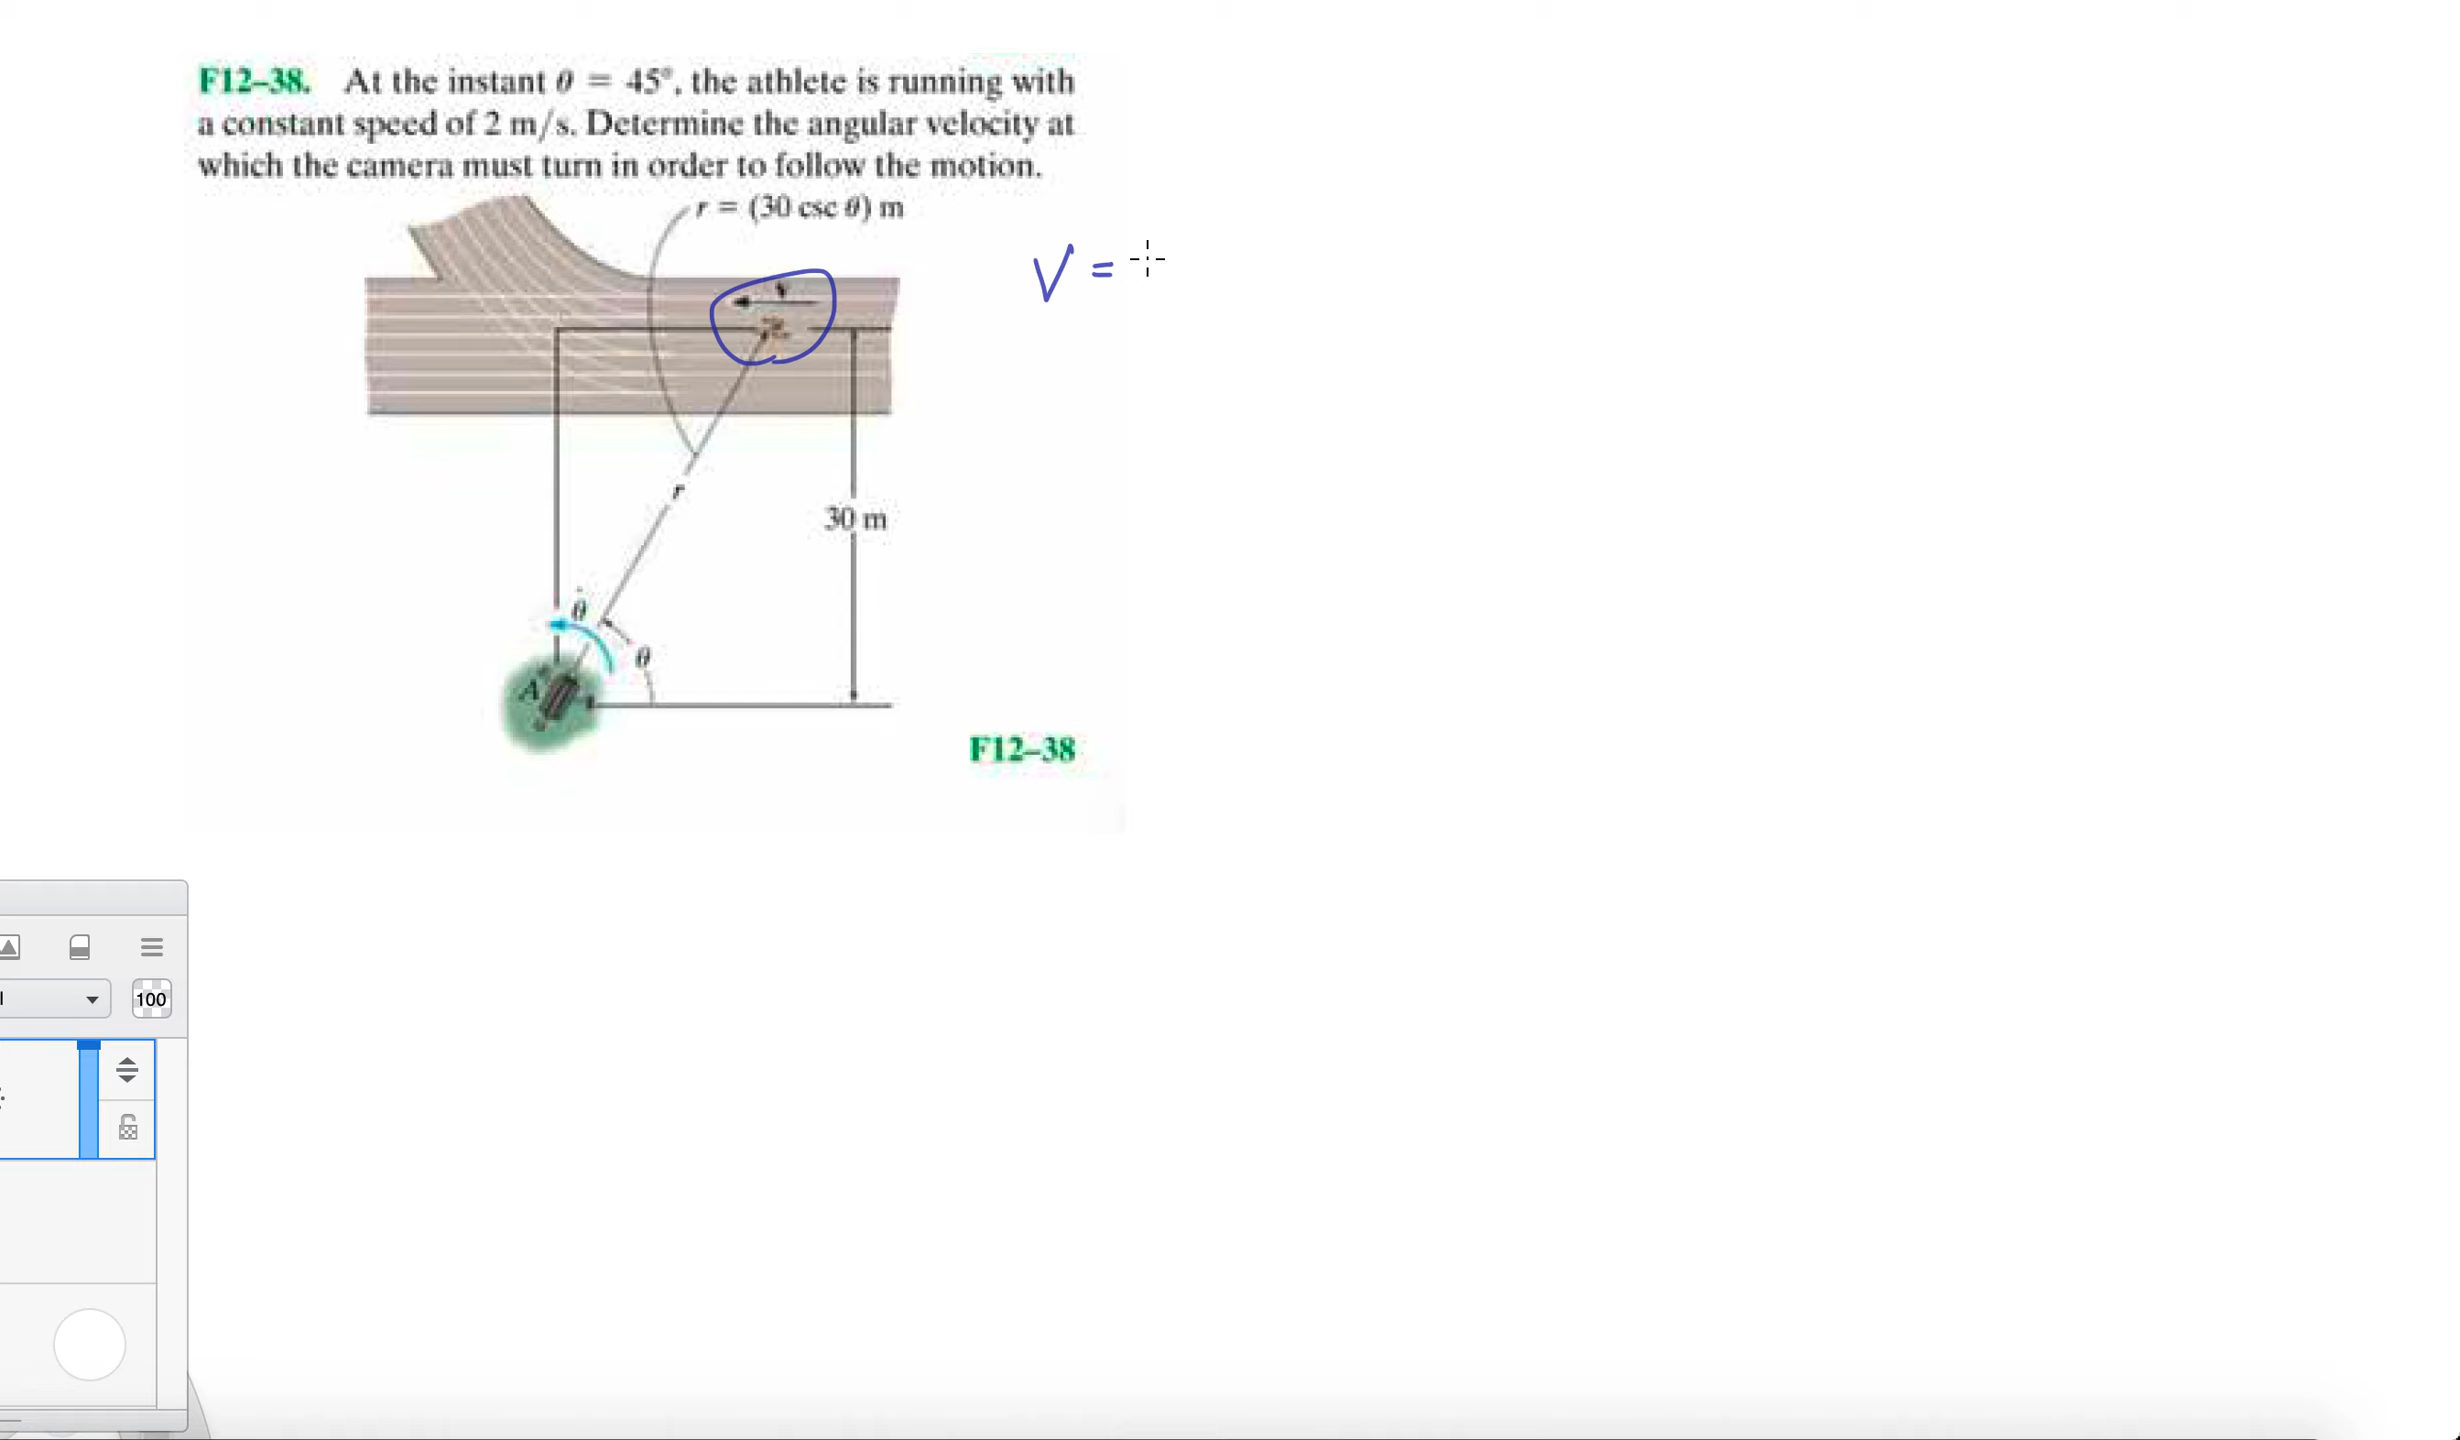 F12–38. At the instant θ = 45°, the athlete is running with
a constant speed of 2 m/s. Determine the angular velocity at
which the camera must turn in order to follow the motion.
r = (30 csc θ) m
v
V =
r
30 m
θ̇
θ
A
F12–38
100